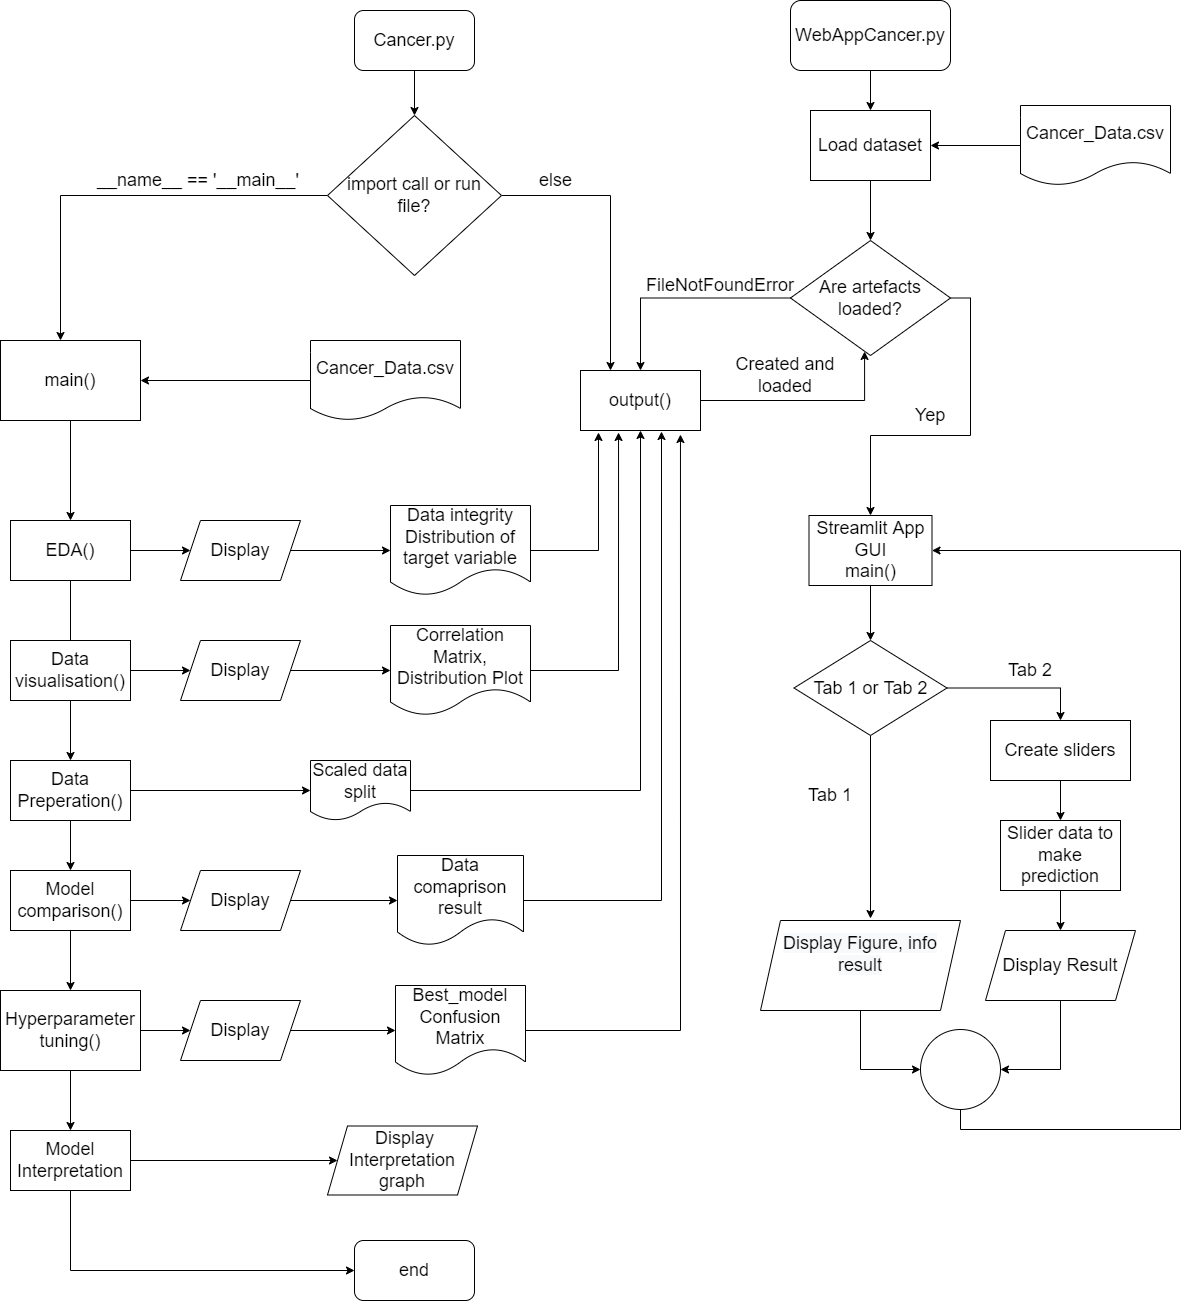 Cancer.py
WebAppCancer.py
Load dataset
Cancer_Data.csv
__name__ == '__main__'
import call or run
file?
else
FileNotFoundError
Are artefacts
loaded?
main()
Cancer_Data.csv
output()
Created and
loaded
Yep
EDA()
Display
Data integrity
Distribution of
target variable
Streamlit App
GUI
main()
Data
visualisation()
Display
Correlation
Matrix,
Distribution Plot
Tab 1 or Tab 2
Tab 2
Create sliders
Data
Preperation()
Scaled data
split
Tab 1
Slider data to
make
prediction
Model
comparison()
Display
Data
comaprison
result
Display Figure, info
result
Display Result
Hyperparameter
tuning()
Display
Best_model
Confusion
Matrix
Model
Interpretation
Display
Interpretation
graph
end